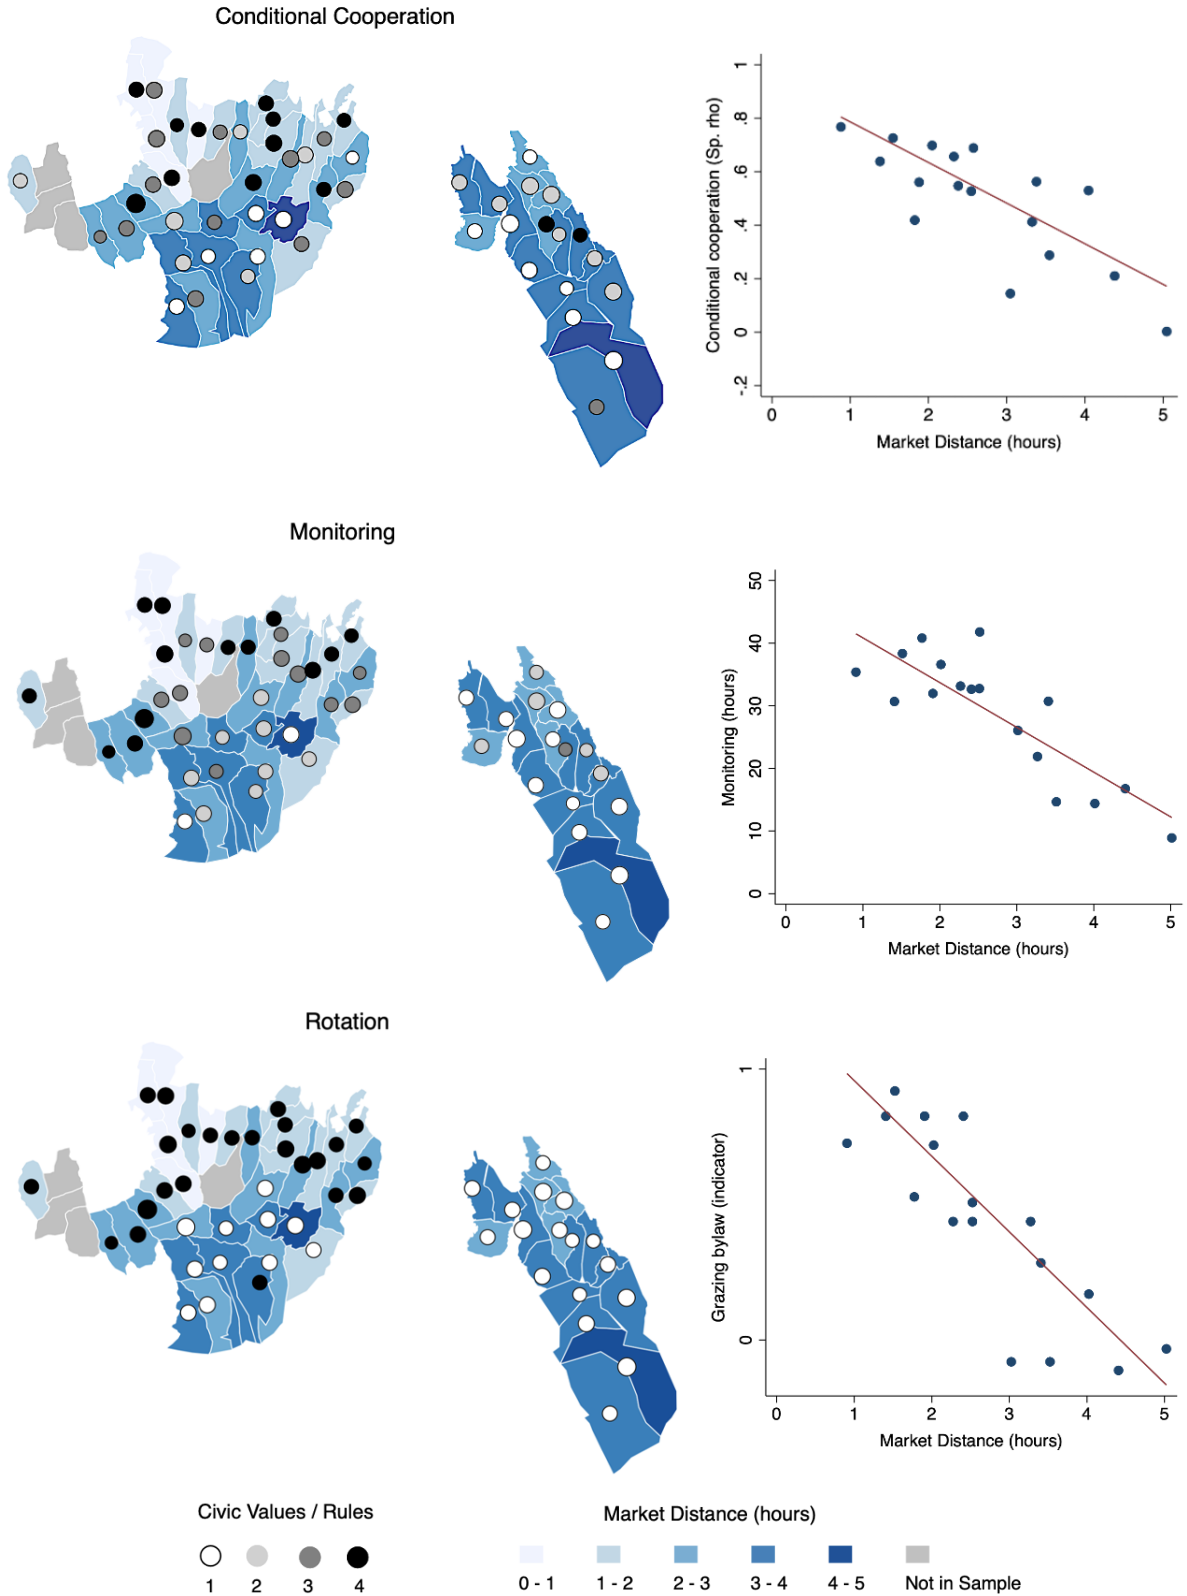 Conditional Cooperation
Conditional cooperation (Sp. rho)
1
.8
.6
.4
.2
0
-.2
0 1 2 3 4 5
Market Distance (hours)
Monitoring
Monitoring (hours)
50
40
30
20
10
0
0 1 2 3 4 5
Market Distance (hours)
Rotation
Grazing bylaw (indicator)
1
0
0 1 2 3 4 5
Market Distance (hours)
Civic Values / Rules
1 2 3 4
Market Distance (hours)
0 - 1 1 - 2 2 - 3 3 - 4 4 - 5 Not in Sample